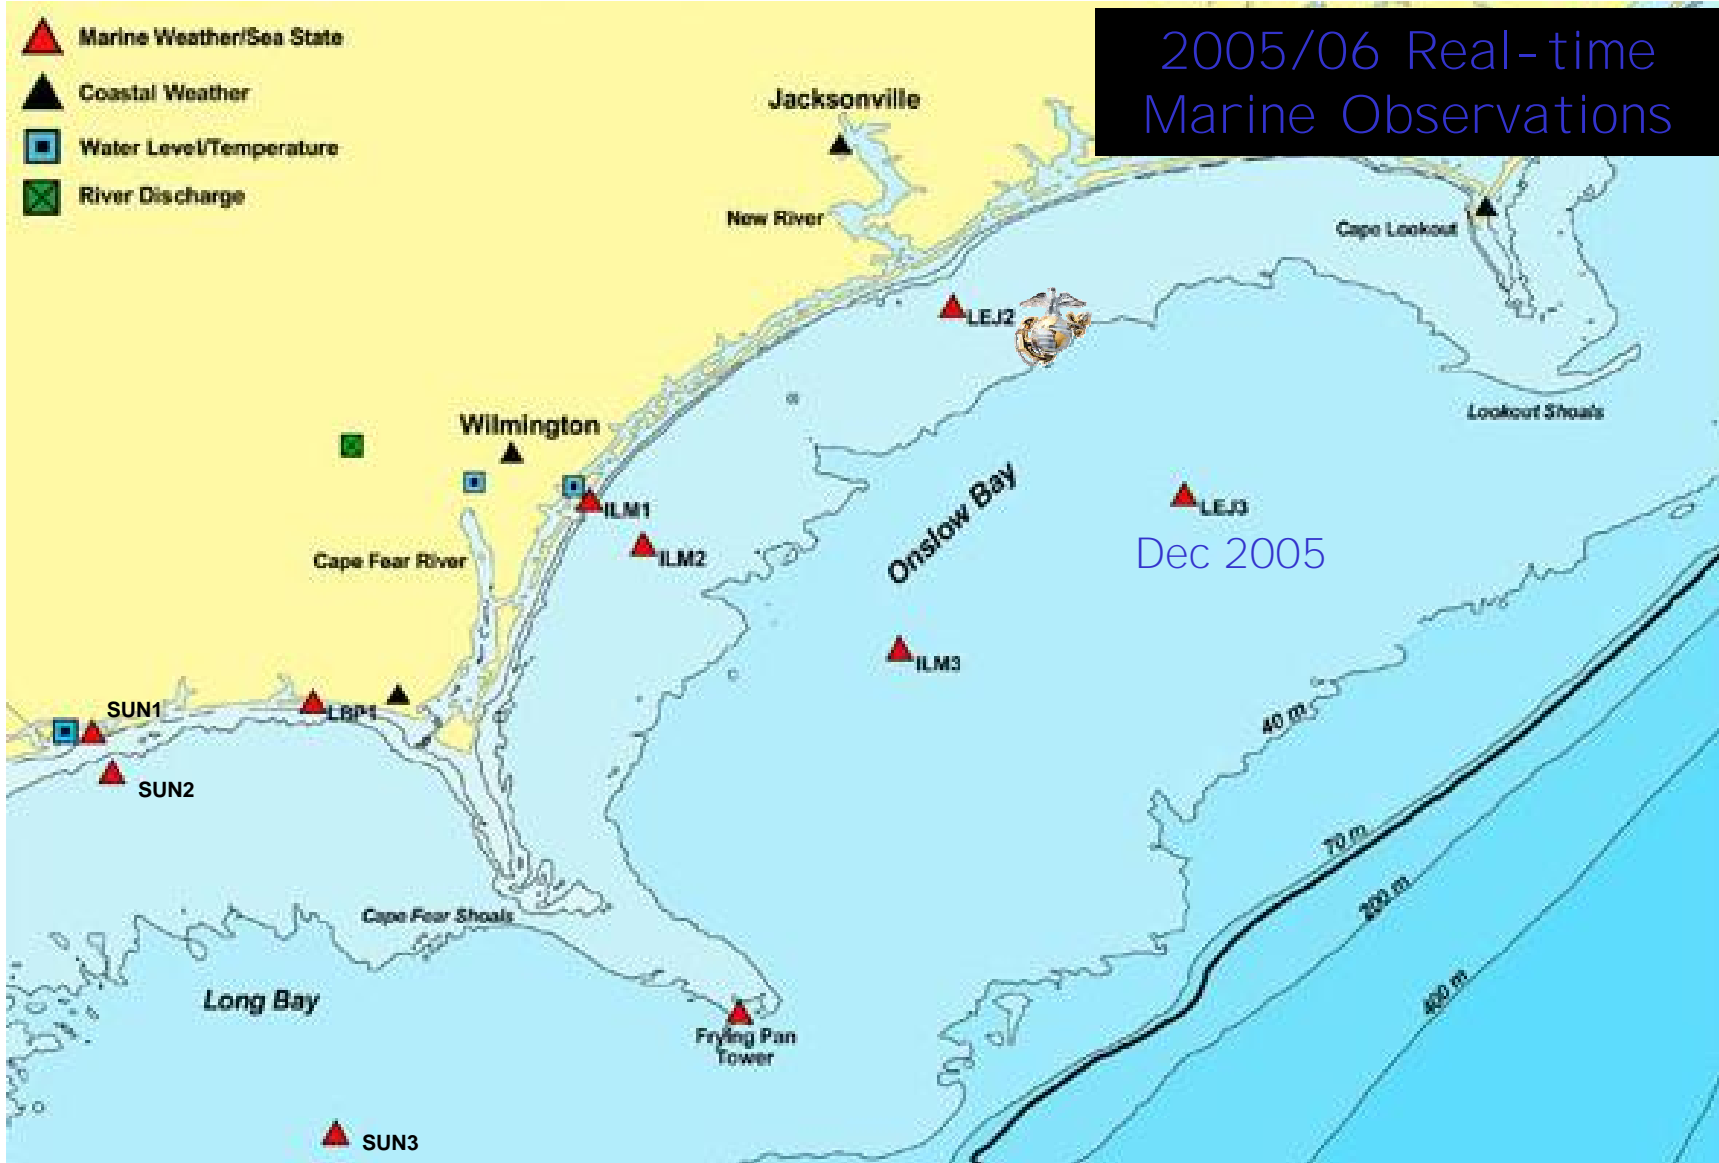 Marine Weather/Sea State
Coastal Weather
Water Level/Temperature
River Discharge
2005/06 Real-time
Marine Observations
Jacksonville
New River
Cape Lookout
LEJ2
Lookout Shoals
Wilmington
Onslow Bay
LEJ3
Dec 2005
ILM1
ILM2
Cape Fear River
ILM3
SUN1
LBP1
SUN2
40 m
70 m
200 m
400 m
Cape Fear Shoals
Long Bay
Frying Pan
Tower
SUN3